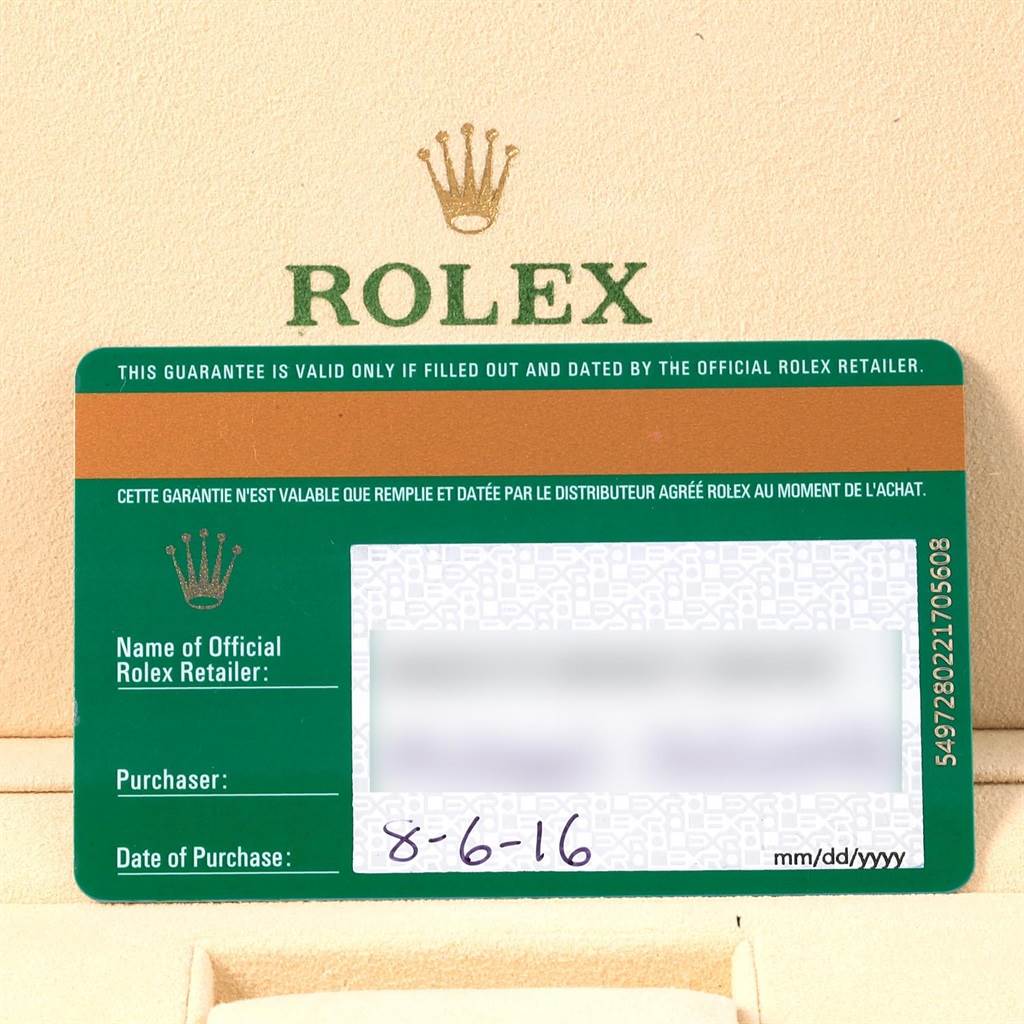 ROLEX
THIS GUARANTEE IS VALID ONLY IF FILLED OUT AND DATED BY THE OFFICIAL ROLEX RETAILER.
CETTE GARANTIE N'EST VALABLE QUE REMPLIE ET DATÉE PAR LE DISTRIBUTEUR AGRÉÉ ROLEX AU MOMENT DE L'ACHAT.
Name of Official
Rolex Retailer:
Purchaser:
Date of Purchase:
8-6-16
mm/dd/yyyy
5497280221705608